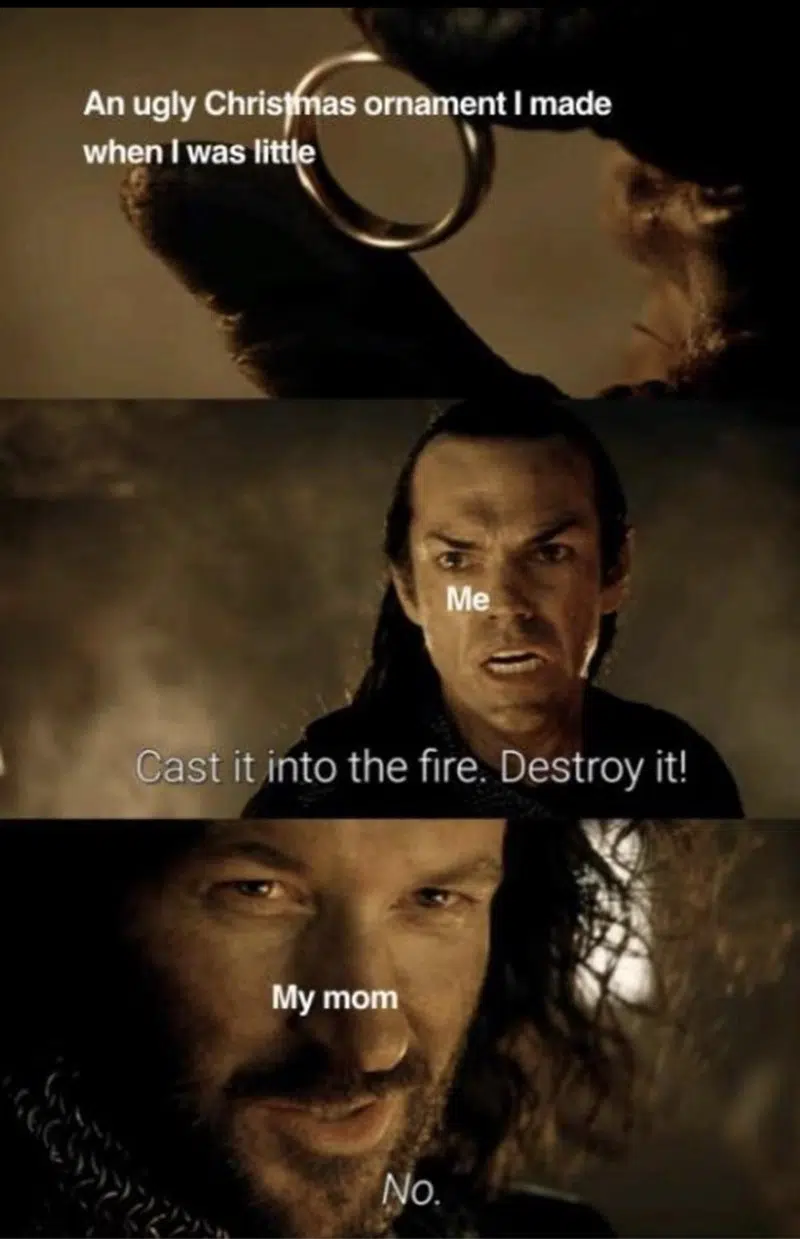 An ugly Christmas ornament I made
when I was little
Me
Cast it into the fire. Destroy it!
My mom
No.